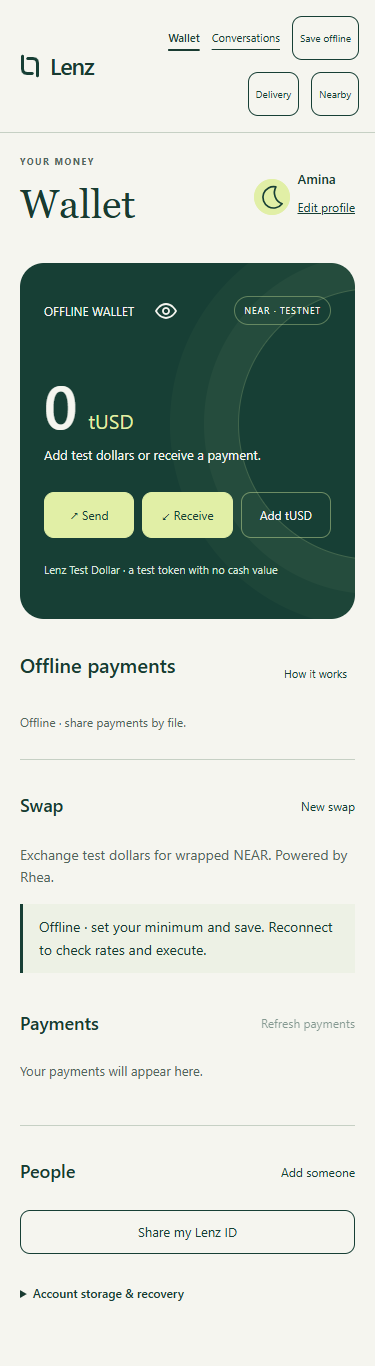 Lenz
Wallet
Conversations
Save offline
Delivery
Nearby
YOUR MONEY
Wallet
Amina
Edit profile
OFFLINE WALLET
NEAR · TESTNET
0 tUSD
Add test dollars or receive a payment.
↗ Send
↙ Receive
Add tUSD
Lenz Test Dollar · a test token with no cash value
Offline payments
How it works
Offline · share payments by file.
Swap
New swap
Exchange test dollars for wrapped NEAR. Powered by
Rhea.
Offline · set your minimum and save. Reconnect
to check rates and execute.
Payments
Refresh payments
Your payments will appear here.
People
Add someone
Share my Lenz ID
Account storage & recovery